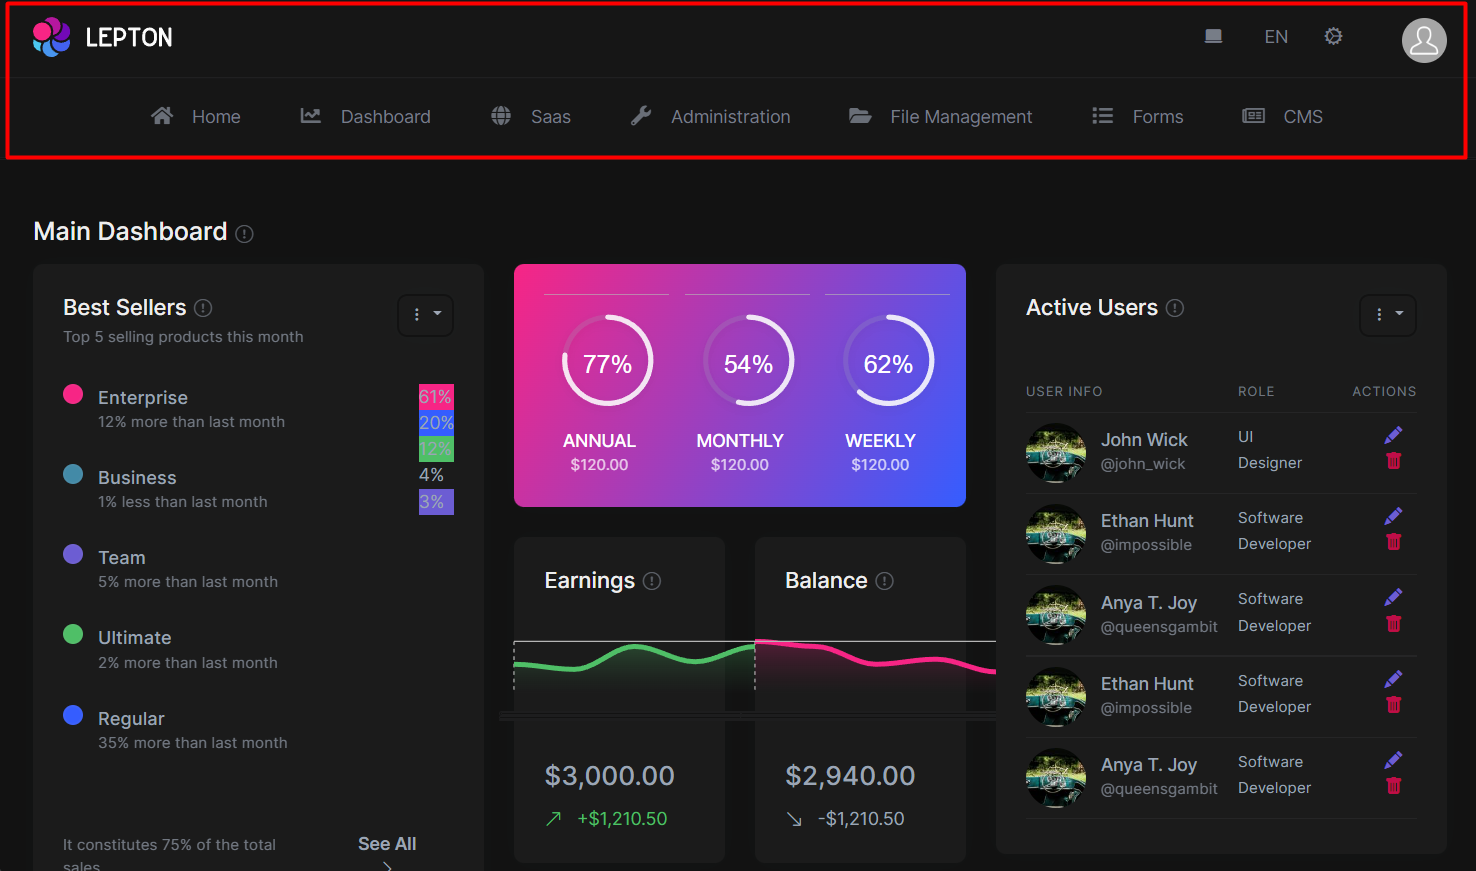 LEPTON
EN
Home
Dashboard
Saas
Administration
File Management
Forms
CMS
Main Dashboard
Best Sellers
Top 5 selling products this month
Enterprise
12% more than last month
Business
1% less than last month
Team
5% more than last month
Ultimate
2% more than last month
Regular
35% more than last month
61%
20%
12%
4%
3%
It constitutes 75% of the total
sales
See All
77%
ANNUAL
$120.00
54%
MONTHLY
$120.00
62%
WEEKLY
$120.00
Earnings
$3,000.00
+$1,210.50
Balance
$2,940.00
-$1,210.50
Active Users
USER INFO ROLE ACTIONS
John Wick
@john_wick
UI
Designer
Ethan Hunt
@impossible
Software
Developer
Anya T. Joy
@queensgambit
Software
Developer
Ethan Hunt
@impossible
Software
Developer
Anya T. Joy
@queensgambit
Software
Developer